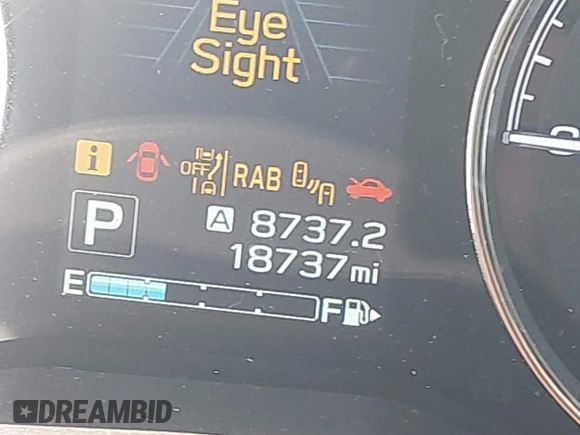 Eye
Sight
i OFF RAB A
P A 8737.2
18737 mi
E F
DREAMBID